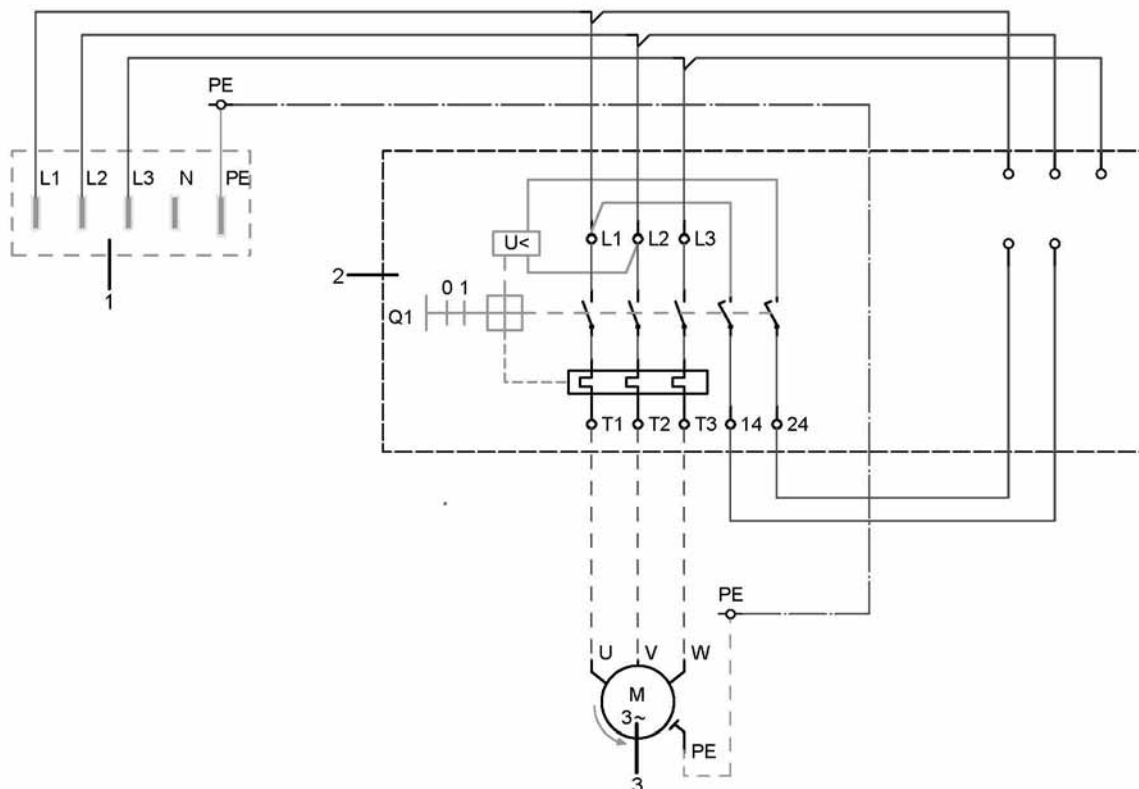 PE
L1 L2 L3 N PE
1
U< L1 L2 L3
2
0 1
Q1
T1 T2 T3 14 24
PE
U V W
M
3~
PE
3